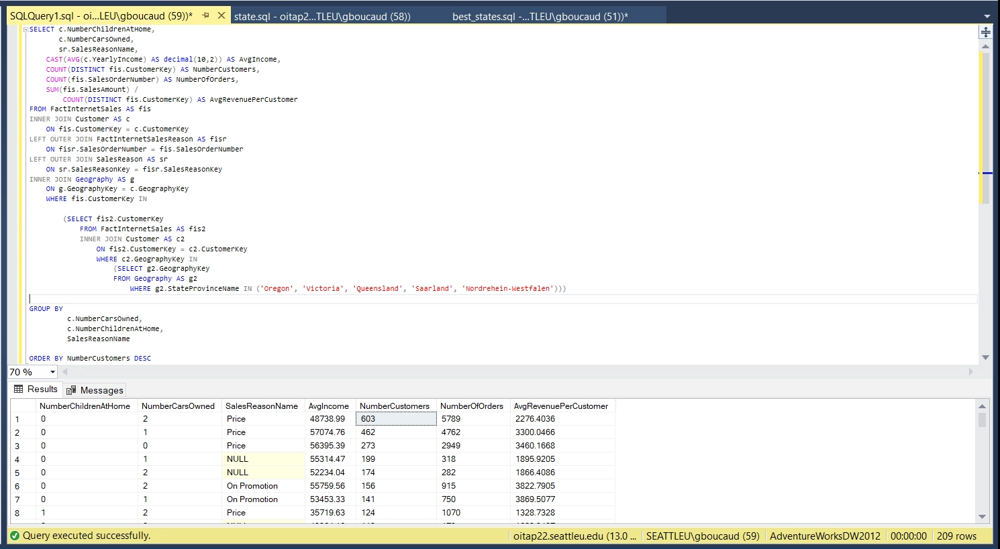 SQLQuery1.sql - oi...LEU\gboucaud (59))* state.sql - oitap2...TLEU\gboucaud (58)) best_states.sql -...TLEU\gboucaud (51))*
SELECT c.NumberChildrenAtHome,
c.NumberCarsOwned,
sr.SalesReasonName,
CAST(AVG(c.YearlyIncome) AS decimal(10,2)) AS AvgIncome,
COUNT(DISTINCT fis.CustomerKey) AS NumberCustomers,
COUNT(fis.SalesOrderNumber) AS NumberOfOrders,
SUM(fis.SalesAmount) /
COUNT(DISTINCT fis.CustomerKey) AS AvgRevenuePerCustomer
FROM FactInternetSales AS fis
INNER JOIN Customer AS c
ON fis.CustomerKey = c.CustomerKey
LEFT OUTER JOIN FactInternetSalesReason AS fisr
ON fisr.SalesOrderNumber = fis.SalesOrderNumber
LEFT OUTER JOIN SalesReason AS sr
ON sr.SalesReasonKey = fisr.SalesReasonKey
INNER JOIN Geography AS g
ON g.GeographyKey = c.GeographyKey
WHERE fis.CustomerKey IN
(SELECT fis2.CustomerKey
FROM FactInternetSales AS fis2
INNER JOIN Customer AS c2
ON fis2.CustomerKey = c2.CustomerKey
WHERE c2.GeographyKey IN
(SELECT g2.GeographyKey
FROM Geography AS g2
WHERE g2.StateProvinceName IN ('Oregon', 'Victoria', 'Queensland', 'Saarland', 'Nordrehein-Westfalen')))
GROUP BY
c.NumberCarsOwned,
c.NumberChildrenAtHome,
SalesReasonName
ORDER BY NumberCustomers DESC
70 %
Results Messages
NumberChildrenAtHome NumberCarsOwned SalesReasonName AvgIncome NumberCustomers NumberOfOrders AvgRevenuePerCustomer
1 0 2 Price 48738.99 603 5789 2276.4036
2 0 1 Price 57074.76 462 4762 3300.0466
3 0 0 Price 56395.39 273 2949 3460.1668
4 0 1 NULL 55314.47 199 318 1895.9205
5 0 2 NULL 52234.04 174 282 1866.4086
6 0 2 On Promotion 55759.56 156 915 3822.7905
7 0 1 On Promotion 53453.33 141 750 3869.5077
8 1 2 Price 35719.63 124 1070 1328.7328
Query executed successfully. oitap22.seattleu.edu (13.0 ... SEATTLEU\gboucaud (59) AdventureWorksDW2012 00:00:00 209 rows